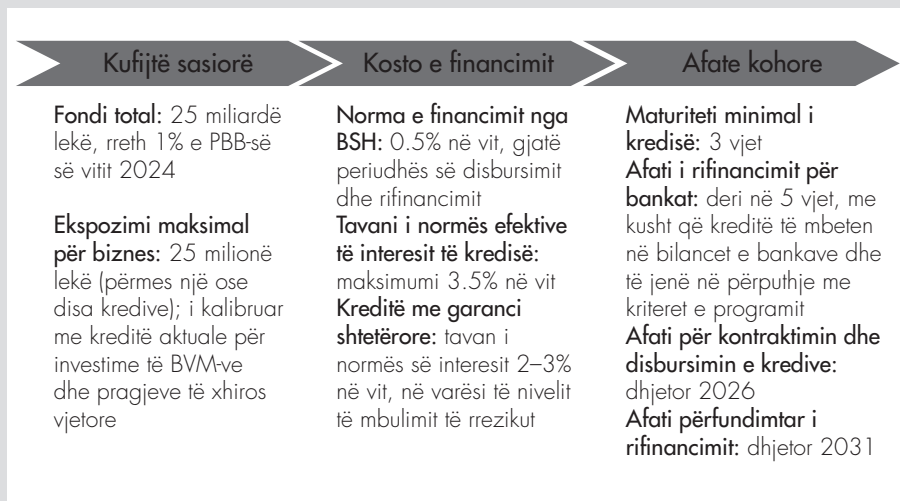 Kufijtë sasiorë
Fondi total: 25 miliardë
lekë, rreth 1% e PBB-së
së vitit 2024
Ekspozimi maksimal
për biznes: 25 milionë
lekë (përmes një ose
disa kredive); i kalibruar
me kreditë aktuale për
investime të BVM-ve
dhe pragjeve të xhiros
vjetore
Kosto e financimit
Norma e financimit nga
BSH: 0.5% në vit, gjatë
periudhës së disbursimit
dhe rifinancimit
Tavani i normës efektive
të interesit të kredisë:
maksimumi 3.5% në vit
Kreditë me garanci
shtetërore: tavan i
normës së interesit 2–3%
në vit, në varësi të nivelit
të mbulimit të rrezikut
Afate kohore
Maturiteti minimal i
kredisë: 3 vjet
Afati i rifinancimit për
bankat: deri në 5 vjet, me
kusht që kreditë të mbeten
në bilancet e bankave dhe
të jenë në përputhje me
kriteret e programit
Afati për kontraktimin dhe
disbursimin e kredive:
dhjetor 2026
Afati përfundimtar i
rifinancimit: dhjetor 2031